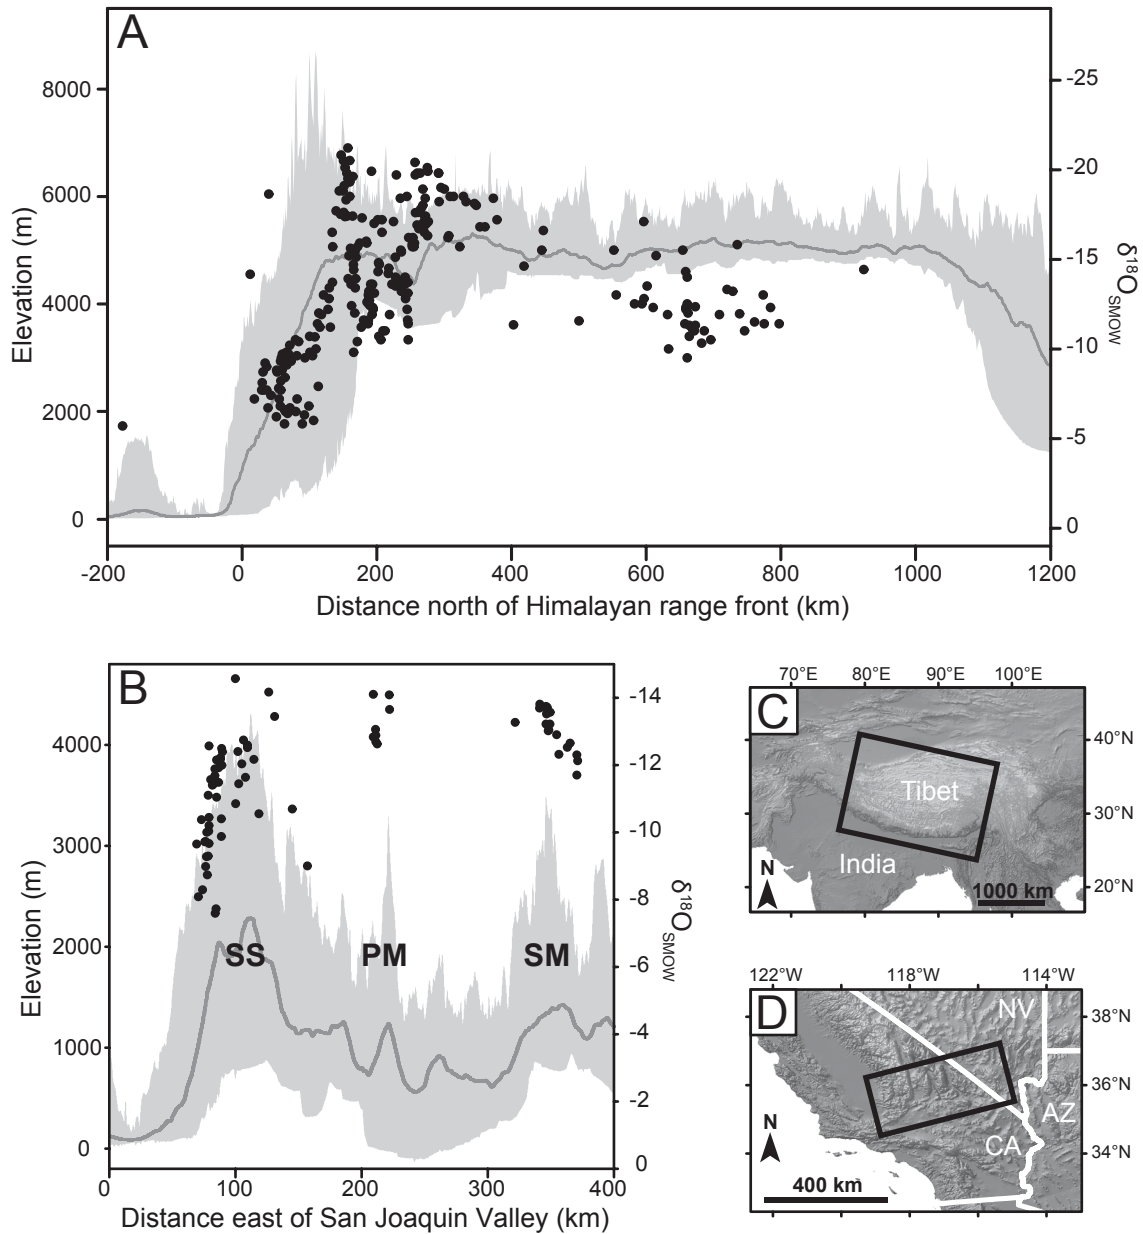 A
8000
6000
4000
2000
0
Elevation (m)
-25
-20
-15
-10
-5
0
δ18OSMOW
-200
0
200
400
600
800
1000
1200
Distance north of Himalayan range front (km)
B
4000
3000
2000
1000
0
Elevation (m)
SS
PM
SM
-14
-12
-10
-8
-6
-4
-2
0
δ18OSMOW
0
100
200
300
400
Distance east of San Joaquin Valley (km)
70°E 80°E 90°E 100°E
C
40°N
30°N
20°N
Tibet
India
N
1000 km
122°W 118°W 114°W
D
NV
38°N
36°N
34°N
AZ
CA
N
400 km